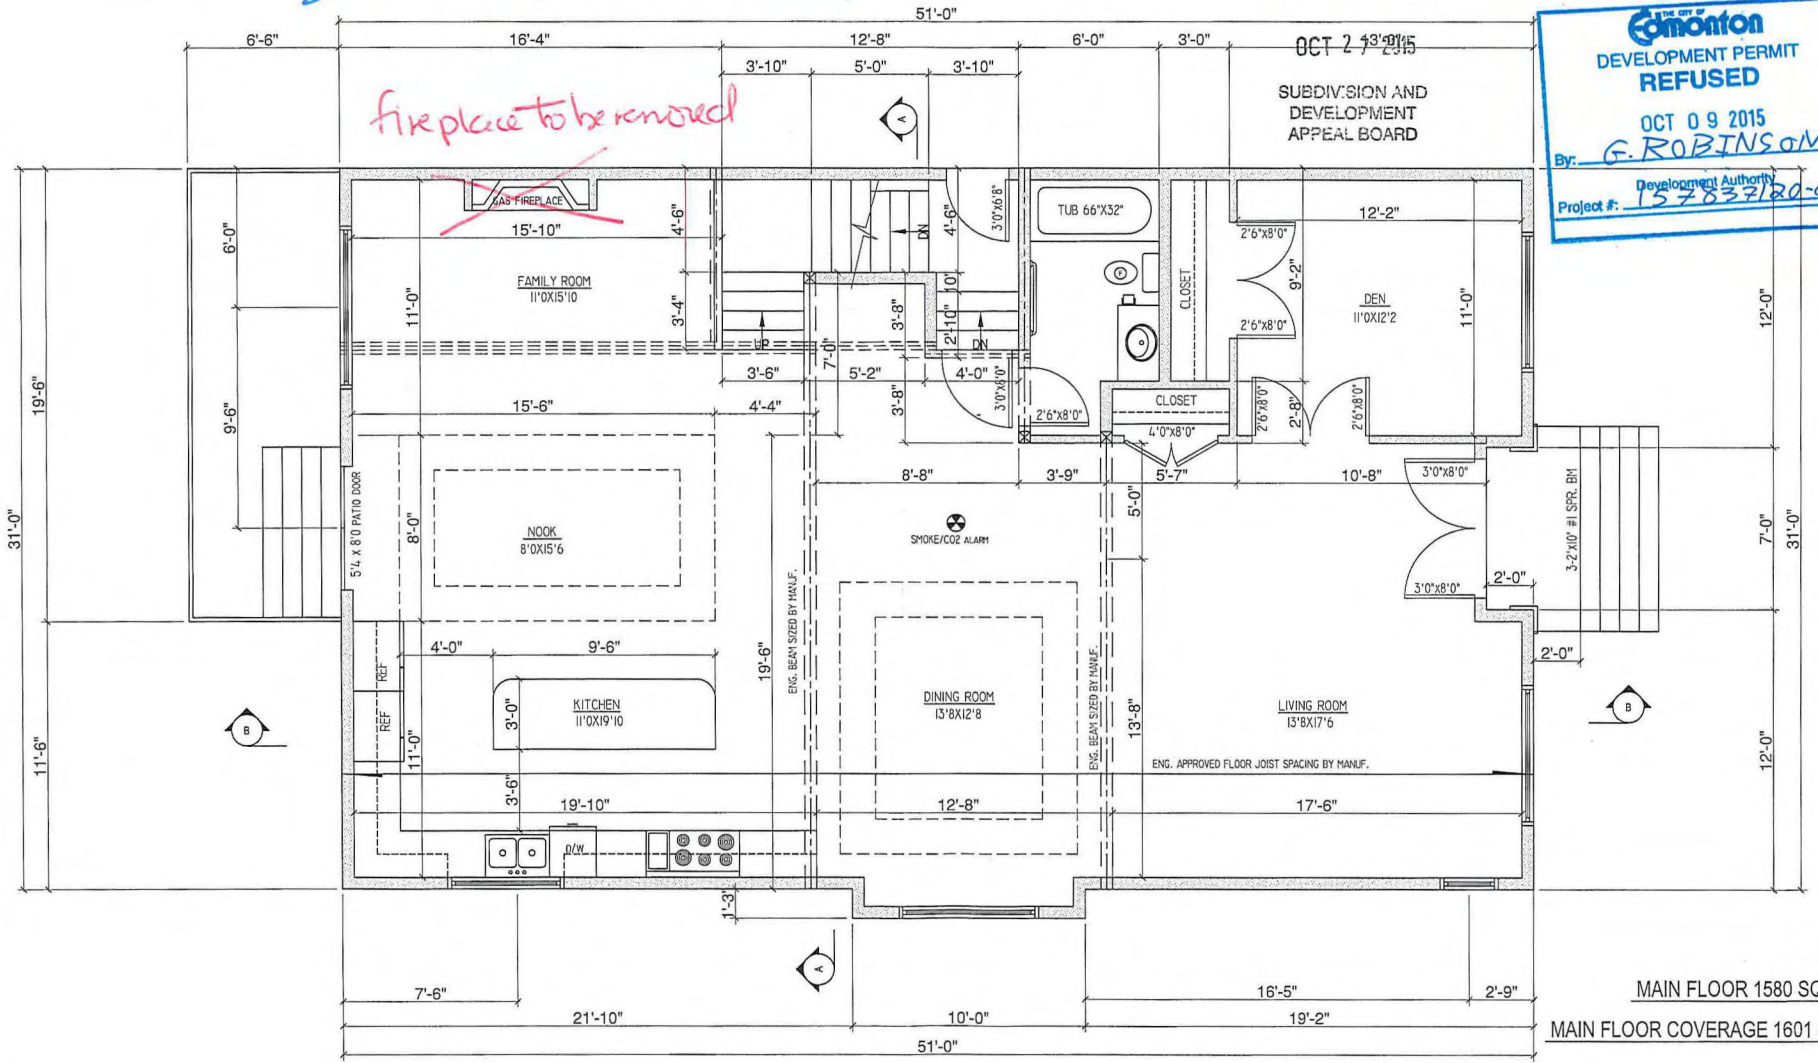 51'-0"
6'-6"
16'-4"
12'-8"
6'-0"
3'-0"
13'-0"
3'-10"
5'-0"
3'-10"
OCT 2 7 2015
SUBDIVISION AND
DEVELOPMENT
APPEAL BOARD
THE CITY OF
Edmonton
DEVELOPMENT PERMIT
REFUSED
OCT 0 9 2015
By: G. ROBINSON
Development Authority
Project #:
fireplace to be removed
A
GAS FIREPLACE
15'-10"
FAMILY ROOM
11'0X15'10
11'-0"
6'-0"
9'-6"
19'-6"
31'-0"
11'-6"
4'-6"
3'-4"
UP
DN
4'-6"
10"
2'-10"
DN
3'0"X6'8"
3'-8"
7'-0"
3'-8"
3'-6"
5'-2"
4'-0"
3'0"X8'0"
TUB 66"X32"
F
2'6"X8'0"
CLOSET
CLOSET
4'0"X8'0"
12'-2"
2'6"X8'0"
9'-2"
2'6"X8'0"
DEN
11'0X12'2
11'-0"
2'6"X8'0"
2'-8"
2'6"X8'0"
12'-0"
7'-0"
31'-0"
12'-0"
15'-6"
4'-4"
5'4 x 8'0 PATIO DOOR
8'-0"
NOOK
8'0X15'6
8'-8"
3'-9"
5'-7"
10'-8"
5'-0"
SMOKE/CO2 ALARM
3'0"X8'0"
3'0"X8'0"
2'-0"
3-2"x10" #1 SPR. BM
2'-0"
ENG. BEAM SIZED BY MANUF.
ENG. BEAM SIZED BY MANUF.
4'-0"
9'-6"
19'-6"
REF
REF
3'-0"
KITCHEN
11'0X19'10
11'-0"
3'-6"
DINING ROOM
13'8X12'8
13'-8"
LIVING ROOM
13'8X17'6
ENG. APPROVED FLOOR JOIST SPACING BY MANUF.
B
B
19'-10"
12'-8"
17'-6"
D/W
1'-3"
A
7'-6"
16'-5"
2'-9"
21'-10"
10'-0"
19'-2"
51'-0"
MAIN FLOOR 1580 SQ
MAIN FLOOR COVERAGE 1601